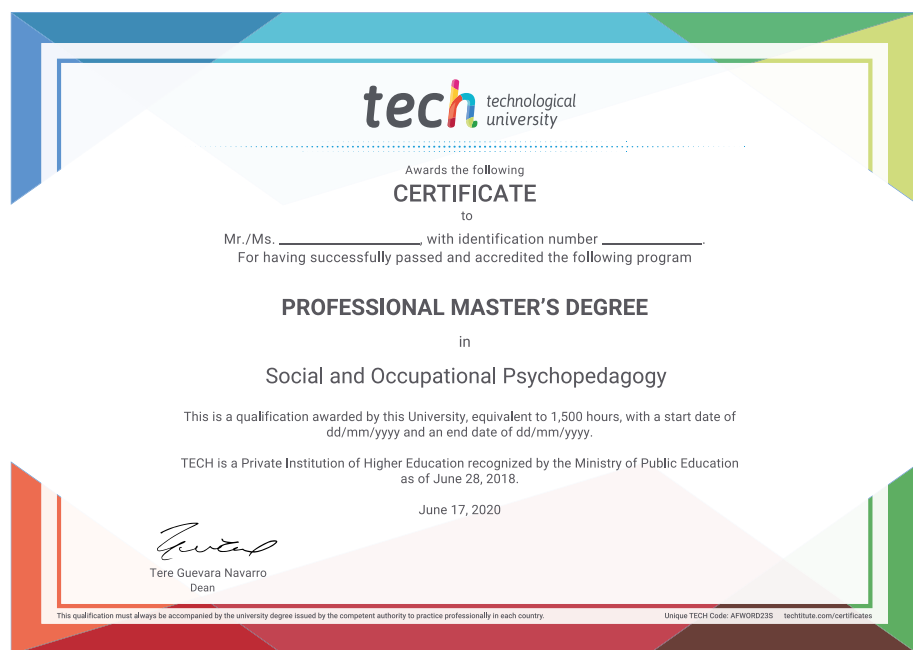 tech technological
university
Awards the following
CERTIFICATE
to
Mr./Ms. ________________, with identification number ____________.
For having successfully passed and accredited the following program
PROFESSIONAL MASTER'S DEGREE
in
Social and Occupational Psychopedagogy
This is a qualification awarded by this University, equivalent to 1,500 hours, with a start date of
dd/mm/yyyy and an end date of dd/mm/yyyy.
TECH is a Private Institution of Higher Education recognized by the Ministry of Public Education
as of June 28, 2018.
June 17, 2020
Tere Guevara Navarro
Dean
This qualification must always be accompanied by the university degree issued by the competent authority to practice professionally in each country.
Unique TECH Code: AFWORD23S techtitute.com/certificates